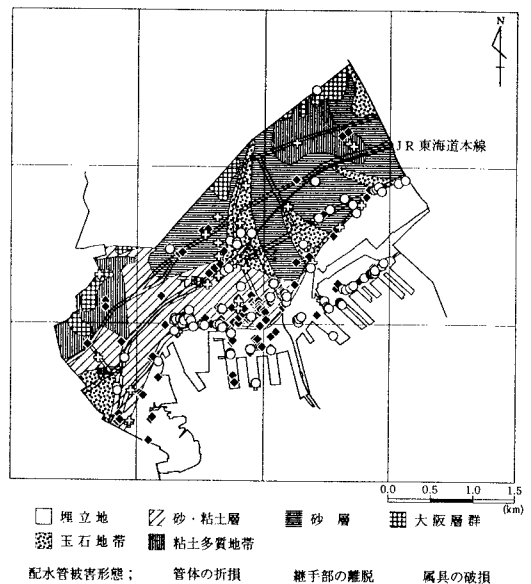 N
JR東海道本線
0.0 0.5 1.0 1.5
(km)
埋立地 砂・粘土層 砂層 大阪層群
玉石地帯 粘土多質地帯
配水管被害形態； 管体の折損 継手部の離脱 属具の破損